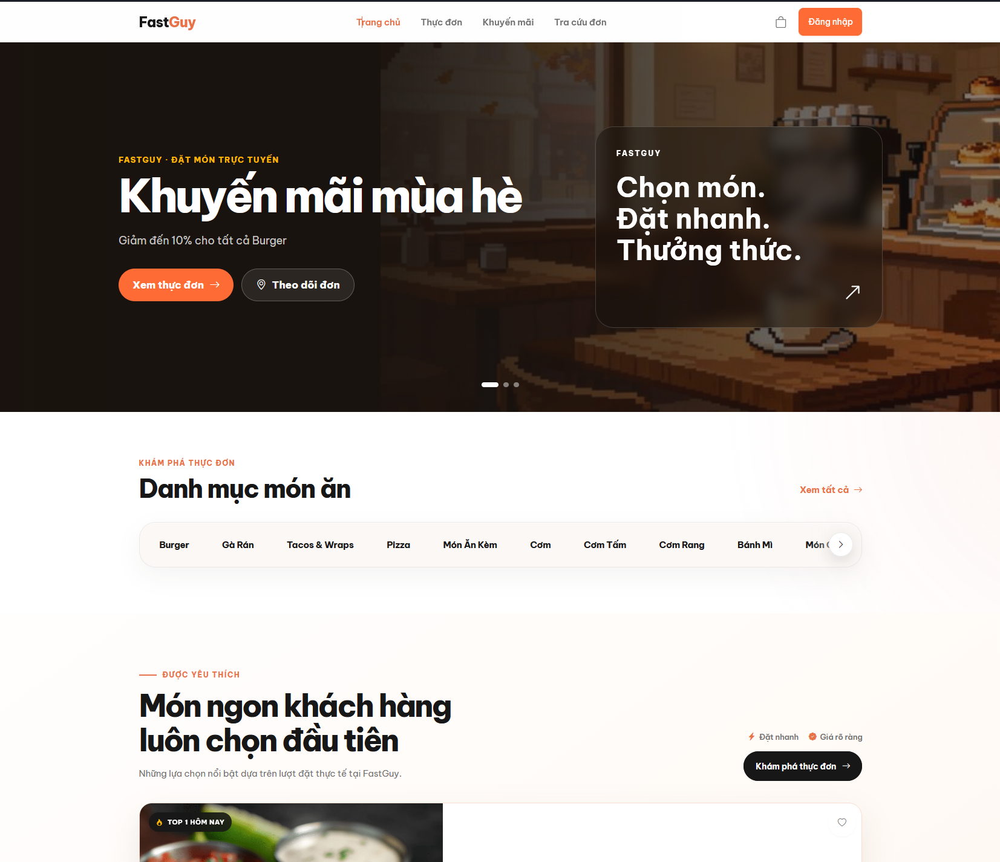 FastGuy
Trang chủ
Thực đơn
Khuyến mãi
Tra cứu đơn
Đăng nhập
FASTGUY · ĐẶT MÓN TRỰC TUYẾN
Khuyến mãi mùa hè
Giảm đến 10% cho tất cả Burger
Xem thực đơn
Theo dõi đơn
FASTGUY
Chọn món.
Đặt nhanh.
Thưởng thức.
KHÁM PHÁ THỰC ĐƠN
Danh mục món ăn
Xem tất cả
Burger
Gà Rán
Tacos & Wraps
Pizza
Món Ăn Kèm
Cơm
Cơm Tấm
Cơm Rang
Bánh Mì
Món
ĐƯỢC YÊU THÍCH
Món ngon khách hàng
luôn chọn đầu tiên
Những lựa chọn nổi bật dựa trên lượt đặt thực tế tại FastGuy.
Đặt nhanh
Giá rõ ràng
Khám phá thực đơn
TOP 1 HÔM NAY